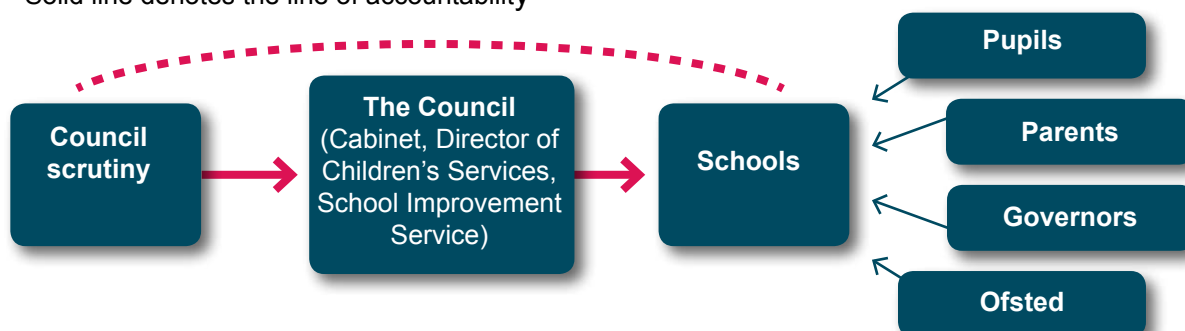 Solid line denotes the line of accountability
Council
scrutiny
The Council
(Cabinet, Director of
Children's Services,
School Improvement
Service)
Schools
Pupils
Parents
Governors
Ofsted